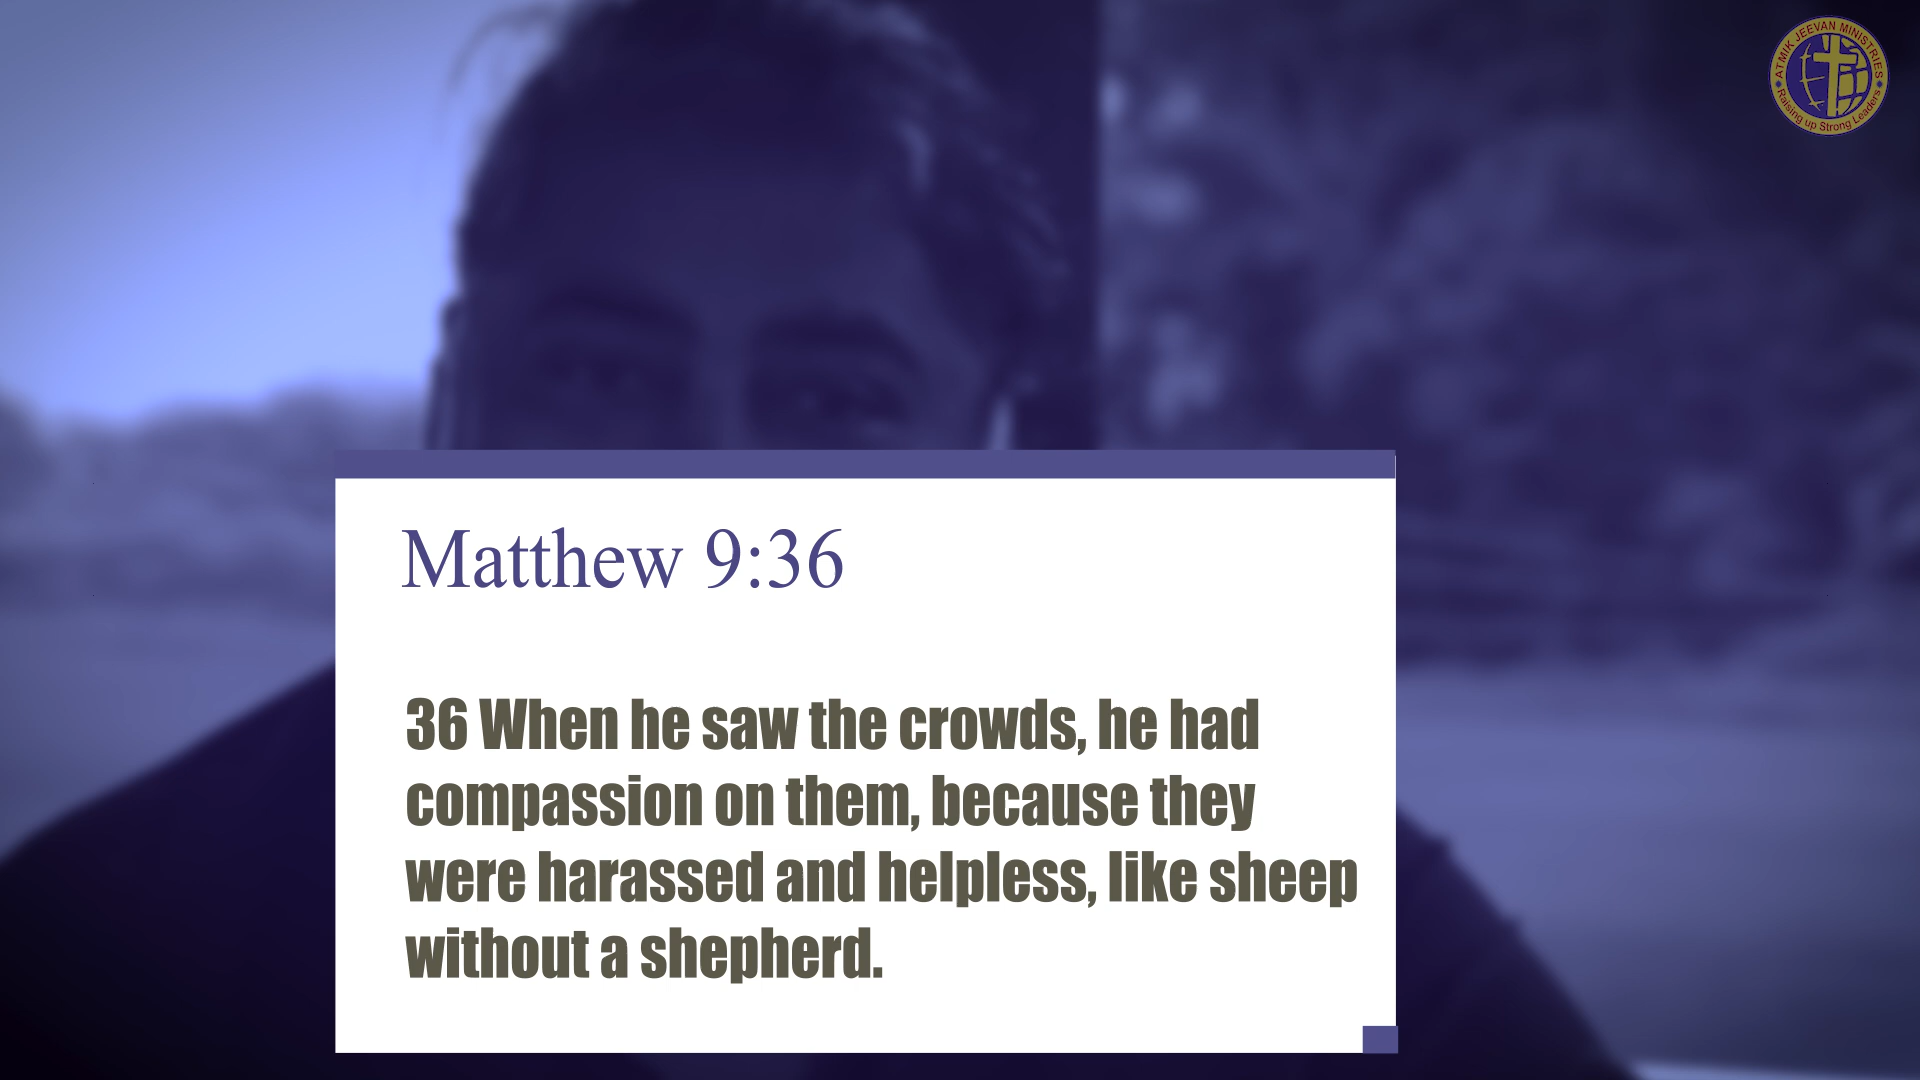 ATMIK JEEVAN MINISTRIES
Raising up Strong Leaders
Matthew 9:36
36 When he saw the crowds, he had
compassion on them, because they
were harassed and helpless, like sheep
without a shepherd.